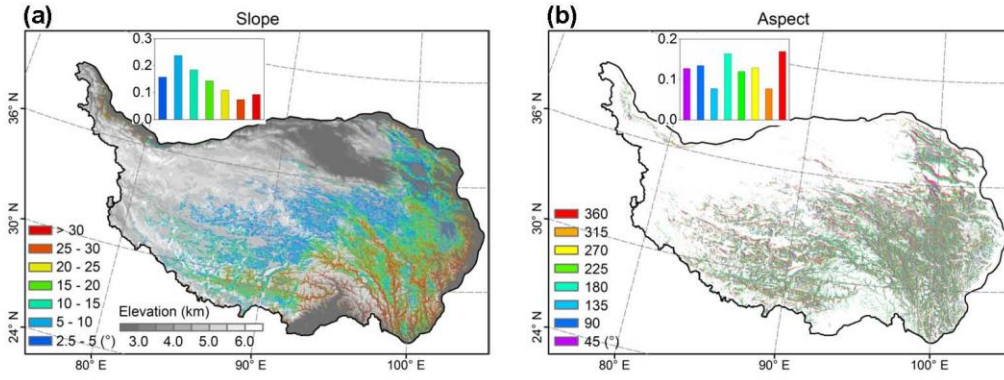 (a)
Slope
0.3
0.2
0.1
0.0
36° N
30° N
24° N
> 30
25 - 30
20 - 25
15 - 20
10 - 15
5 - 10
2.5 - 5 (°)
Elevation (km)
3.0 4.0 5.0 6.0
80° E 90° E 100° E
(b)
Aspect
0.2
0.1
0.0
36° N
30° N
24° N
360
315
270
225
180
135
90
45 (°)
80° E 90° E 100° E